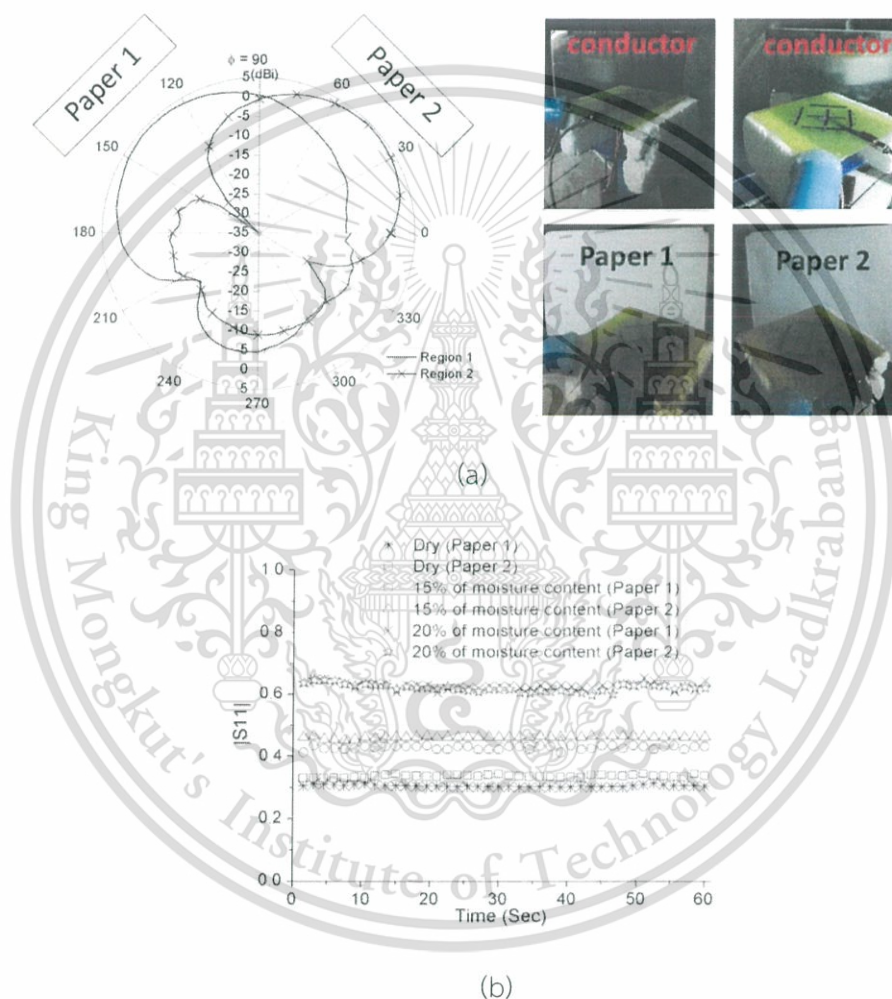 Paper 1
Paper 2
ϕ = 90
(dBi)
120
60
150
30
180
0
210
330
240
300
270
5
0
-5
-10
-15
-20
-25
-30
-35
-30
-25
-20
-15
-10
-5
0
5
Region 1
Region 2
conductor
conductor
Paper 1
Paper 2
(a)
Dry (Paper 1)
Dry (Paper 2)
15% of moisture content (Paper 1)
15% of moisture content (Paper 2)
20% of moisture content (Paper 1)
20% of moisture content (Paper 2)
|S11|
1 0
0 8
0 6
0 4
0 2
0.0
0
10
20
30
40
50
60
Time (Sec)
(b)
King Mongkut's Institute of Technology Ladkrabang